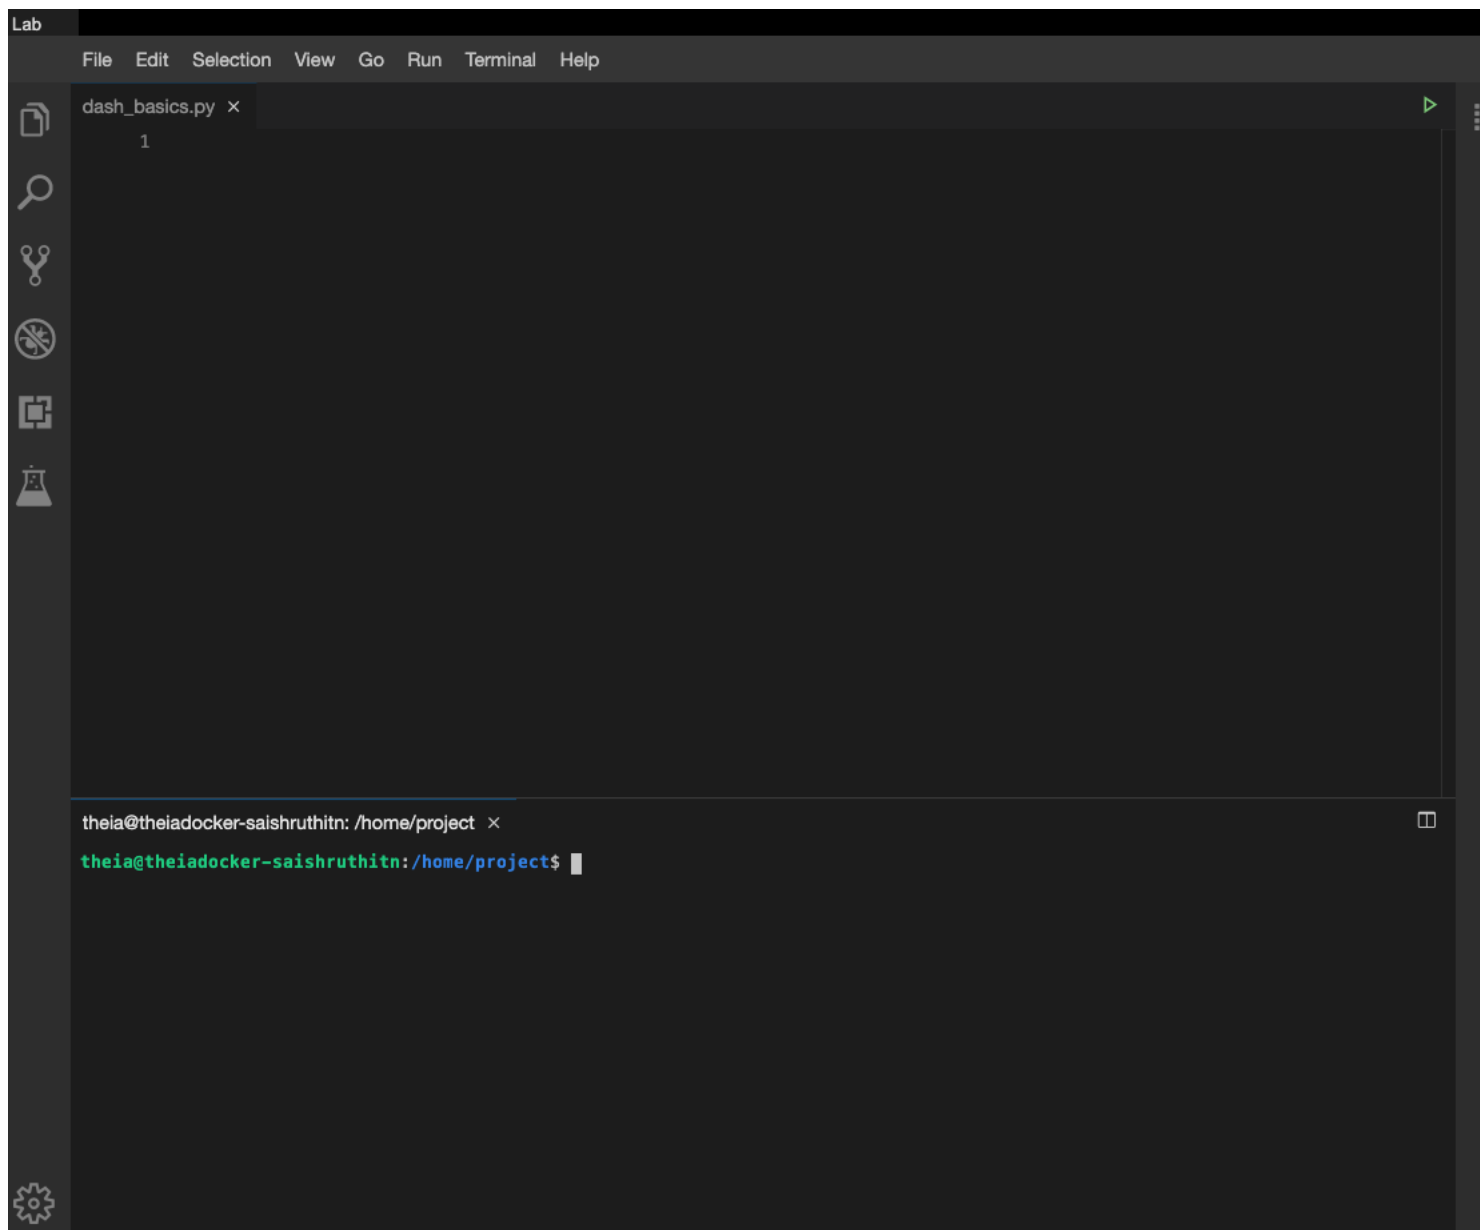 Lab
File Edit Selection View Go Run Terminal Help
dash_basics.py ×
1
theia@theiadocker-saishruthitn: /home/project ×
theia@theiadocker-saishruthitn:/home/project$